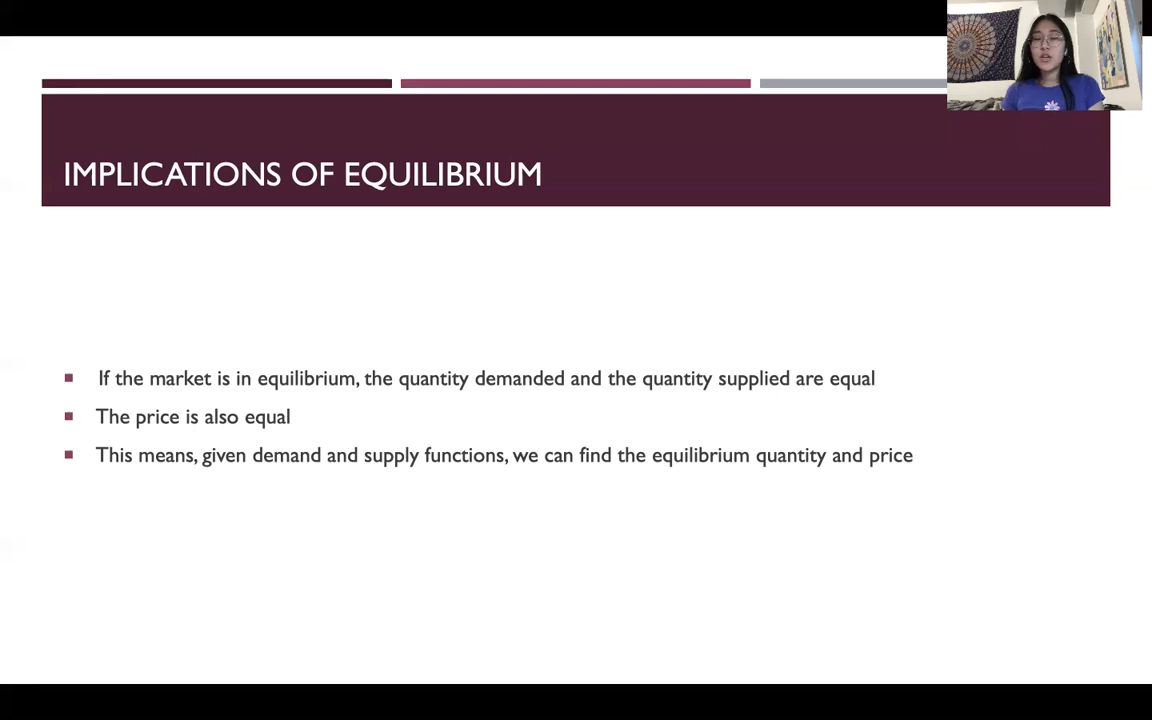 IMPLICATIONS OF EQUILIBRIUM
If the market is in equilibrium, the quantity demanded and the quantity supplied are equal
The price is also equal
This means, given demand and supply functions, we can find the equilibrium quantity and price